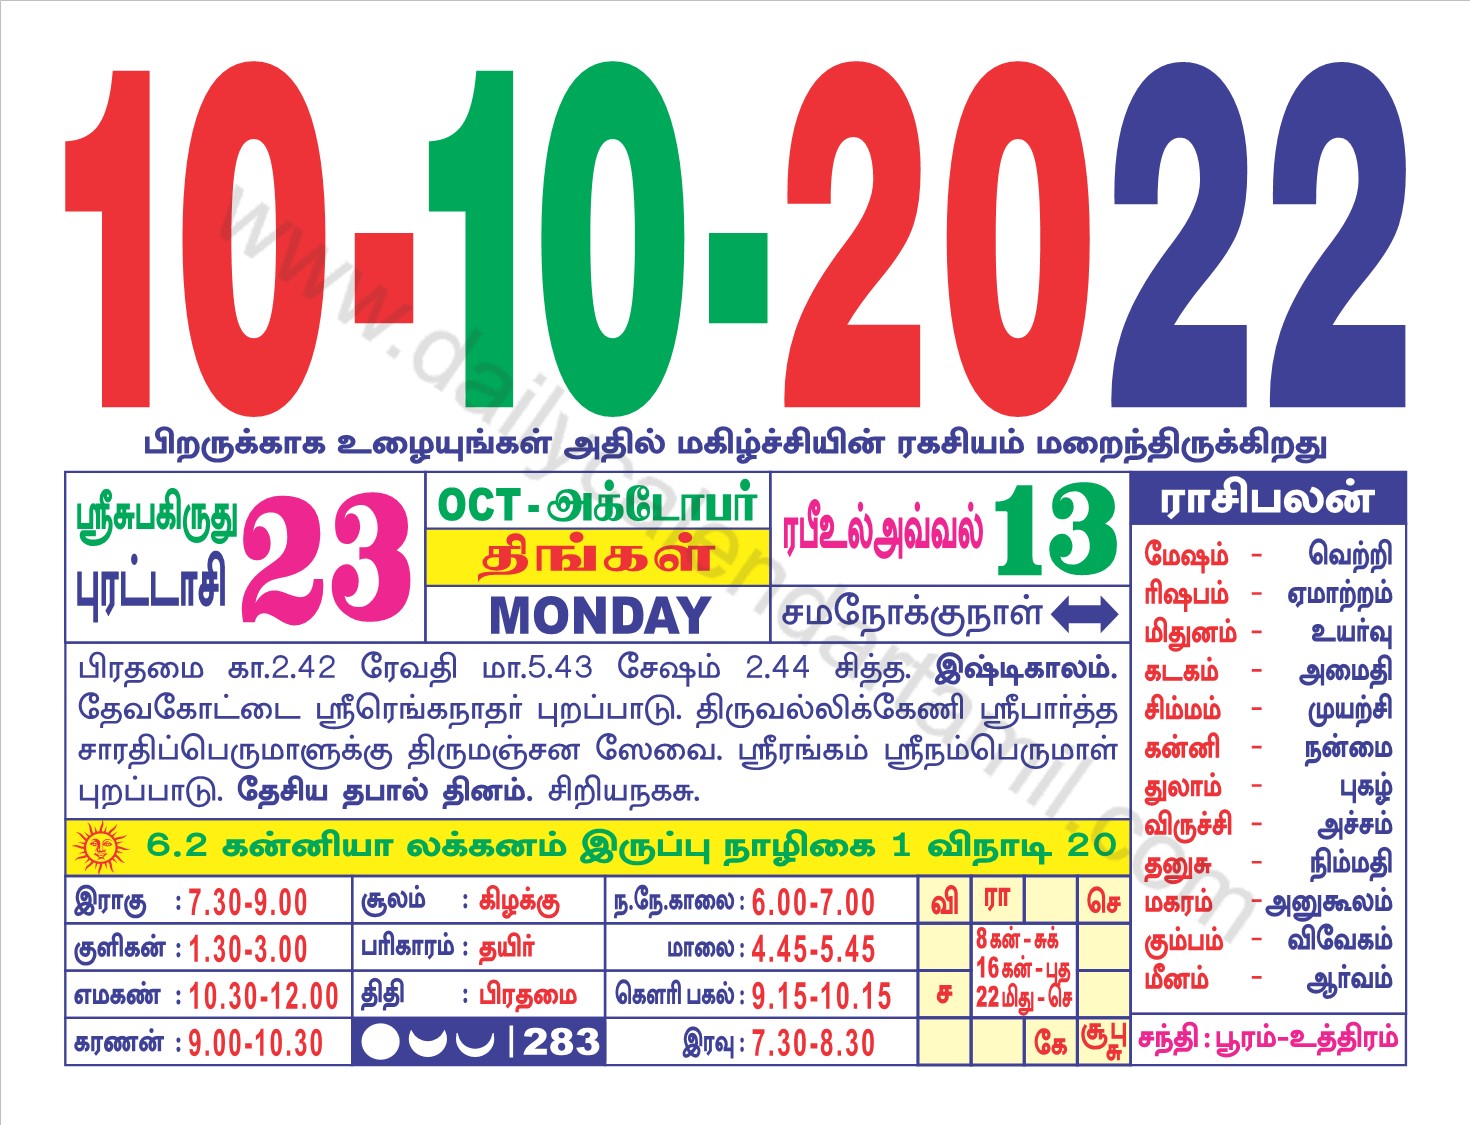 10-10-2022
பிறருக்காக உழையுங்கள் அதில் மகிழ்ச்சியின் ரகசியம் மறைந்திருக்கிறது
ஸ்ரீசுபகிருது
புரட்டாசி 23
OCT - அக்டோபர்
திங்கள்
MONDAY
ரபீஉல்அவ்வல் 13
சமநோக்குநாள்
பிரதமை கா.2.42 ரேவதி மா.5.43 சேஷம் 2.44 சித்த. இஷ்டிகாலம்.
தேவகோட்டை ஸ்ரீரெங்கநாதர் புறப்பாடு. திருவல்லிக்கேணி ஸ்ரீபார்த்த
சாரதிப்பெருமாளுக்கு திருமஞ்சன ஸேவை. ஸ்ரீரங்கம் ஸ்ரீநம்பெருமாள்
புறப்பாடு. தேசிய தபால் தினம். சிறியநகசு.
6.2 கன்னியா லக்கனம் இருப்பு நாழிகை 1 விநாடி 20
இராகு : 7.30-9.00
குளிகன் : 1.30-3.00
எமகண் : 10.30-12.00
கரணன் : 9.00-10.30
சூலம் : கிழக்கு
பரிகாரம் : தயிர்
திதி : பிரதமை
| 283
ந.நே.காலை : 6.00-7.00
மாலை : 4.45-5.45
கௌரி பகல் : 9.15-10.15
இரவு : 7.30-8.30
வி ரா செ
8 கன் - சுக்
16 கன் - புத
22 மிது - செ
ச
கே சூ பு சு
ராசிபலன்
மேஷம் - வெற்றி
ரிஷபம் - ஏமாற்றம்
மிதுனம் - உயர்வு
கடகம் - அமைதி
சிம்மம் - முயற்சி
கன்னி - நன்மை
துலாம் - புகழ்
விருச்சி - அச்சம்
தனுசு - நிம்மதி
மகரம் - அனுகூலம்
கும்பம் - விவேகம்
மீனம் - ஆர்வம்
சந்தி : பூரம்-உத்திரம்
www.dailycalendartamil.com